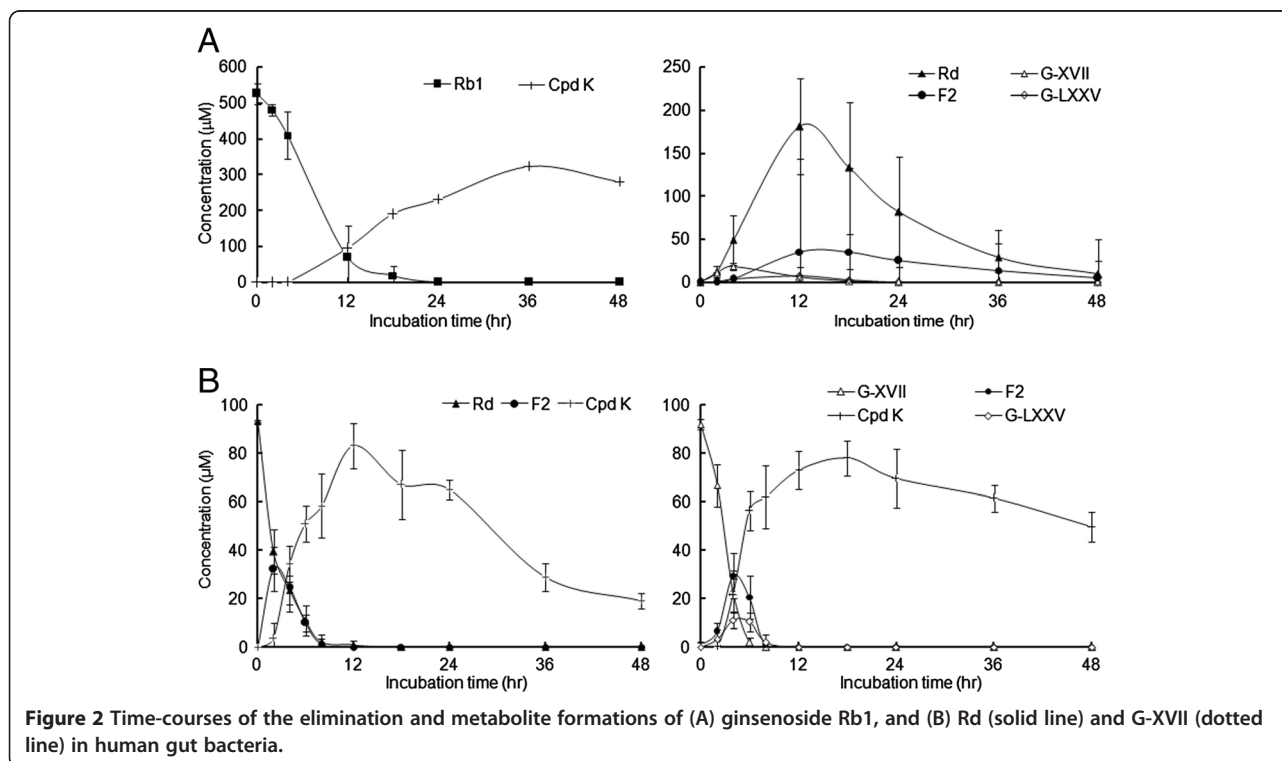 A
Rb1 Cpd K
Concentration (µM)
600
500
400
300
200
100
0
0 12 24 36 48
Incubation time (hr)
Rd G-XVII
F2 G-LXXV
250
200
150
100
50
0
0 12 24 36 48
Incubation time (hr)
B
Rd F2 Cpd K
Concentration (µM)
100
80
60
40
20
0
0 12 24 36 48
Incubation time (hr)
G-XVII F2
Cpd K G-LXXV
100
80
60
40
20
0
0 12 24 36 48
Incubation time (hr)
Figure 2 Time-courses of the elimination and metabolite formations of (A) ginsenoside Rb1, and (B) Rd (solid line) and G-XVII (dotted
line) in human gut bacteria.